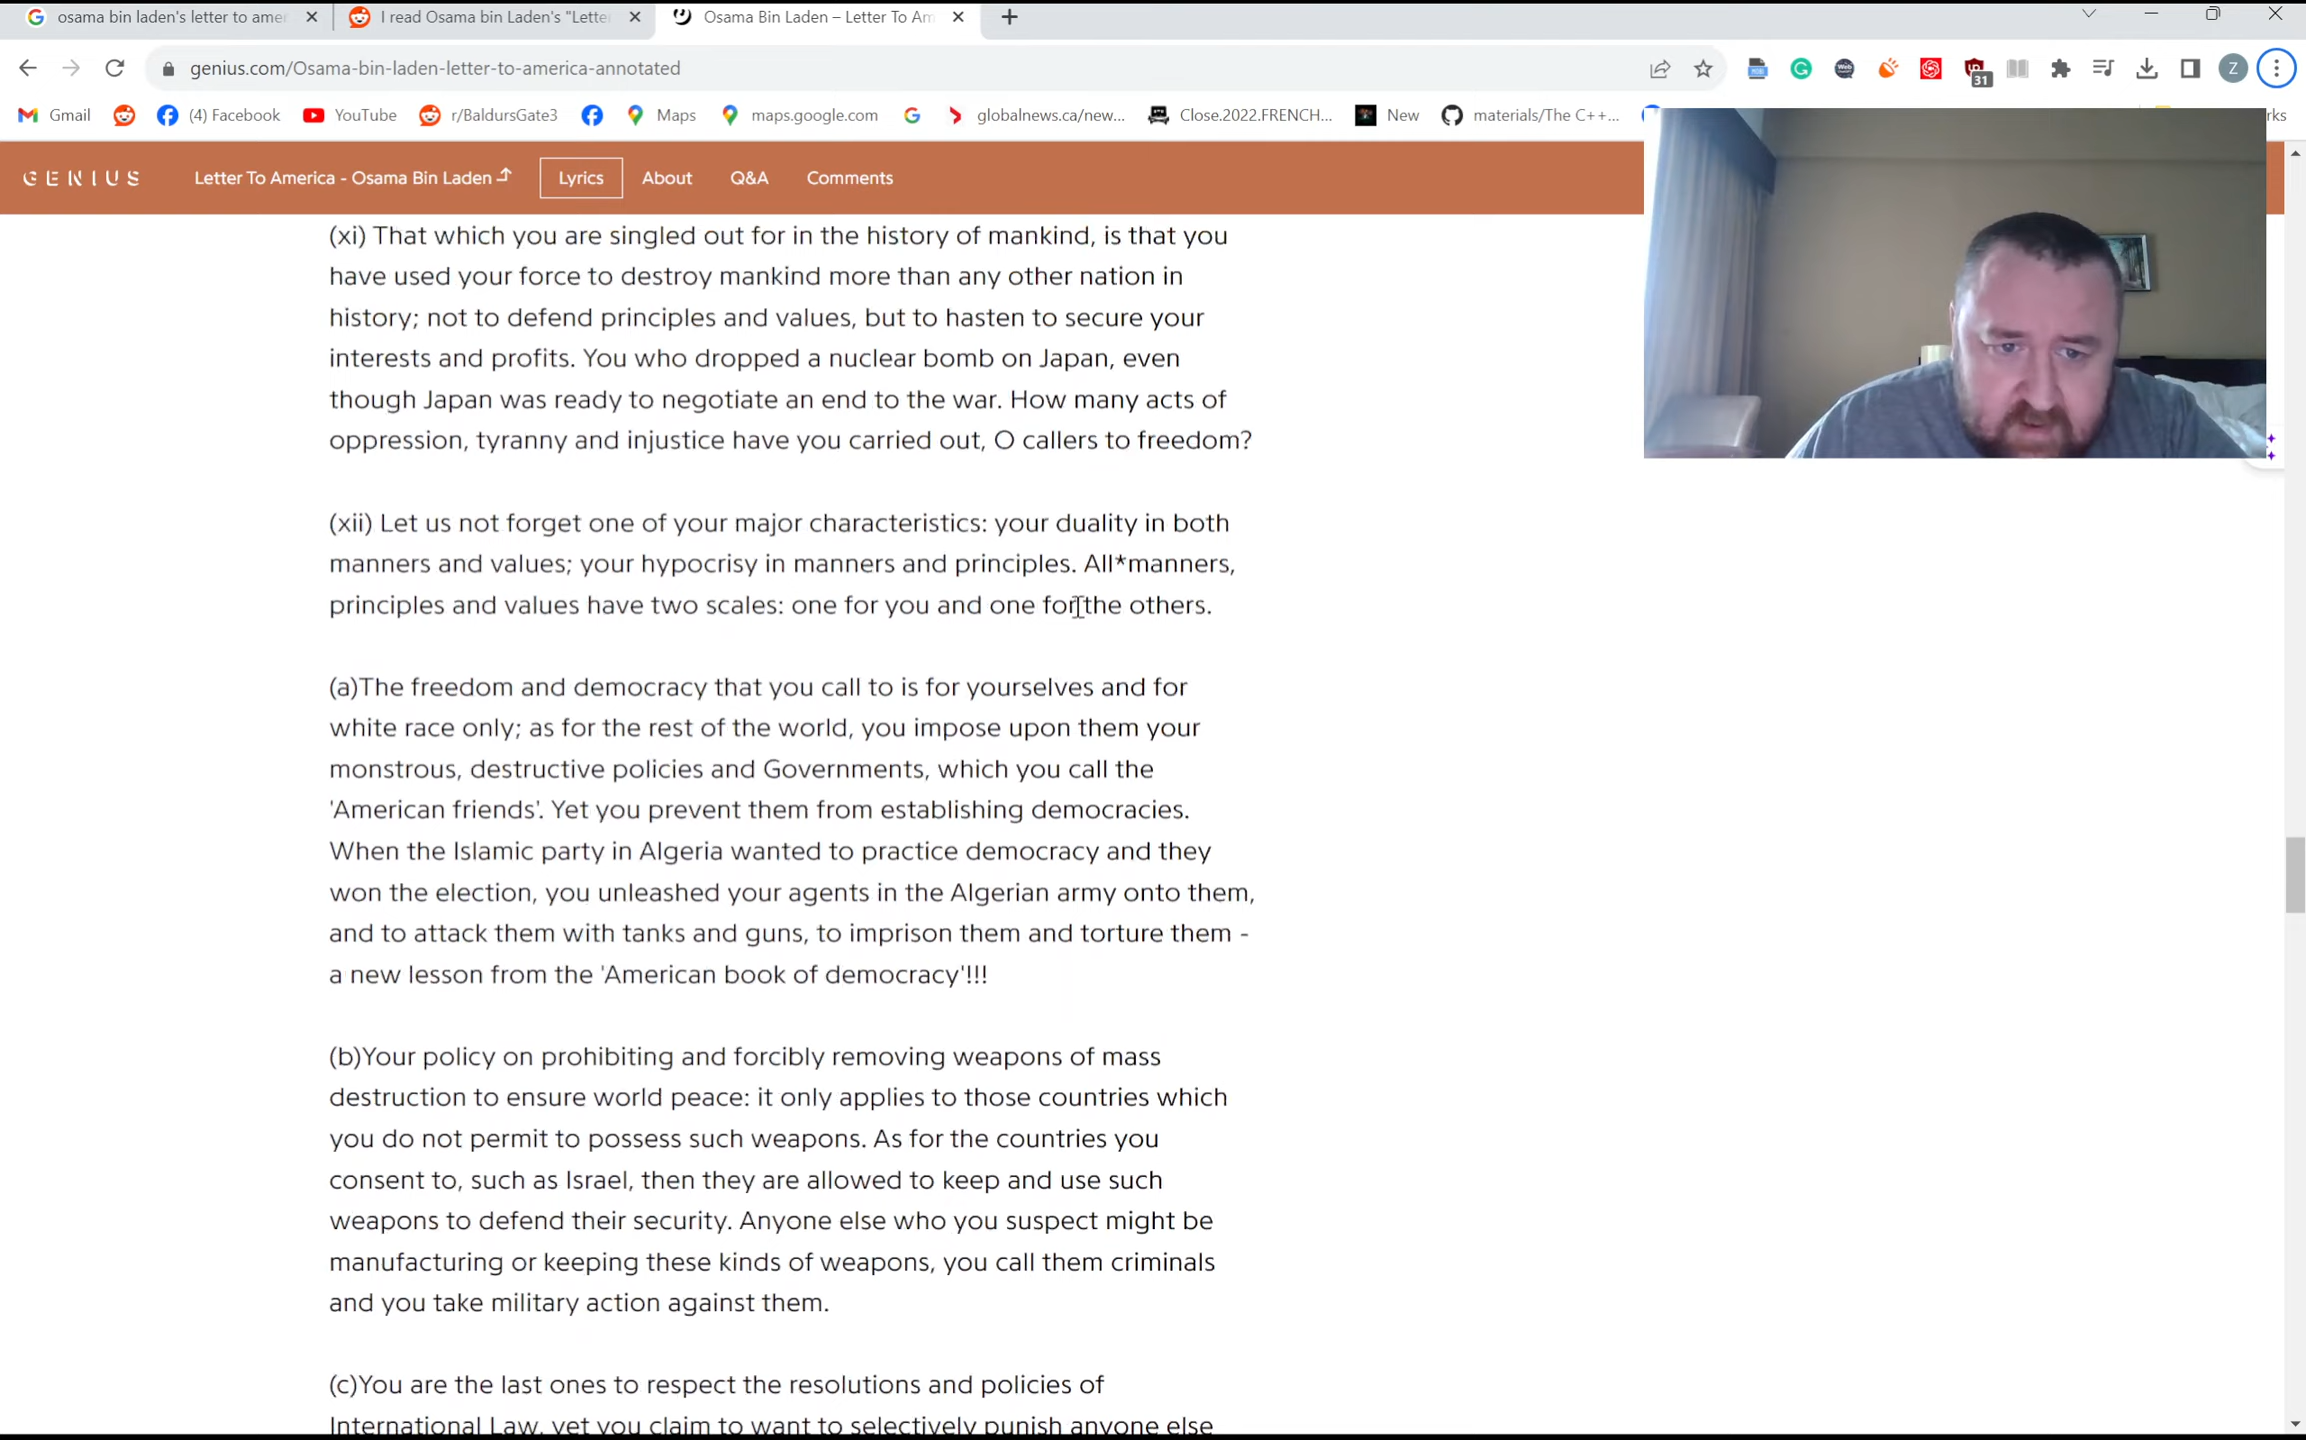 osama bin laden's letter to amer
I read Osama bin Laden's "Letter
Osama Bin Laden – Letter To Am
genius.com/Osama-bin-laden-letter-to-america-annotated
31
Z
Gmail
(4) Facebook
YouTube
r/BaldursGate3
Maps
maps.google.com
globalnews.ca/new...
Close.2022.FRENCH...
New
materials/The C++...
rks
GENIUS
Letter To America - Osama Bin Laden
Lyrics
About
Q&A
Comments
(xi) That which you are singled out for in the history of mankind, is that you
have used your force to destroy mankind more than any other nation in
history; not to defend principles and values, but to hasten to secure your
interests and profits. You who dropped a nuclear bomb on Japan, even
though Japan was ready to negotiate an end to the war. How many acts of
oppression, tyranny and injustice have you carried out, O callers to freedom?
(xii) Let us not forget one of your major characteristics: your duality in both
manners and values; your hypocrisy in manners and principles. All*manners,
principles and values have two scales: one for you and one for the others.
(a)The freedom and democracy that you call to is for yourselves and for
white race only; as for the rest of the world, you impose upon them your
monstrous, destructive policies and Governments, which you call the
'American friends'. Yet you prevent them from establishing democracies.
When the Islamic party in Algeria wanted to practice democracy and they
won the election, you unleashed your agents in the Algerian army onto them,
and to attack them with tanks and guns, to imprison them and torture them -
a new lesson from the 'American book of democracy'!!!
(b)Your policy on prohibiting and forcibly removing weapons of mass
destruction to ensure world peace: it only applies to those countries which
you do not permit to possess such weapons. As for the countries you
consent to, such as Israel, then they are allowed to keep and use such
weapons to defend their security. Anyone else who you suspect might be
manufacturing or keeping these kinds of weapons, you call them criminals
and you take military action against them.
(c)You are the last ones to respect the resolutions and policies of
International Law, yet you claim to want to selectively punish anyone else